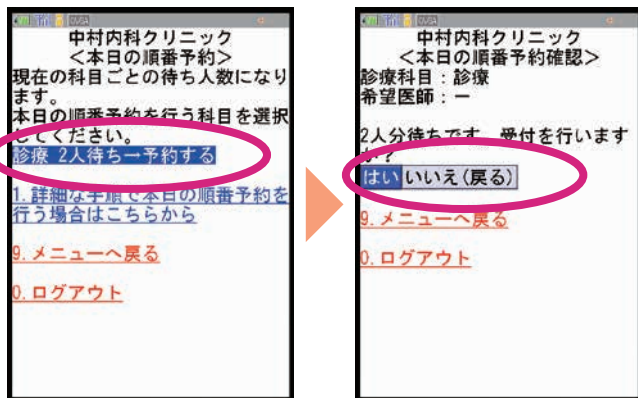 中村内科クリニック
<本日の順番予約>
現在の科目ごとの待ち人数になり
ます。
本日の順番予約を行う科目を選択
してください。
診療 2人待ち→予約する
1.詳細な手順で本日の順番予約を
行う場合はこちらから
9.メニューへ戻る
0.ログアウト
中村内科クリニック
<本日の順番予約確認>
診療科目:診療
希望医師:ー
2人分待ちです。受付を行います
か?
はい いいえ(戻る)
9.メニューへ戻る
0.ログアウト